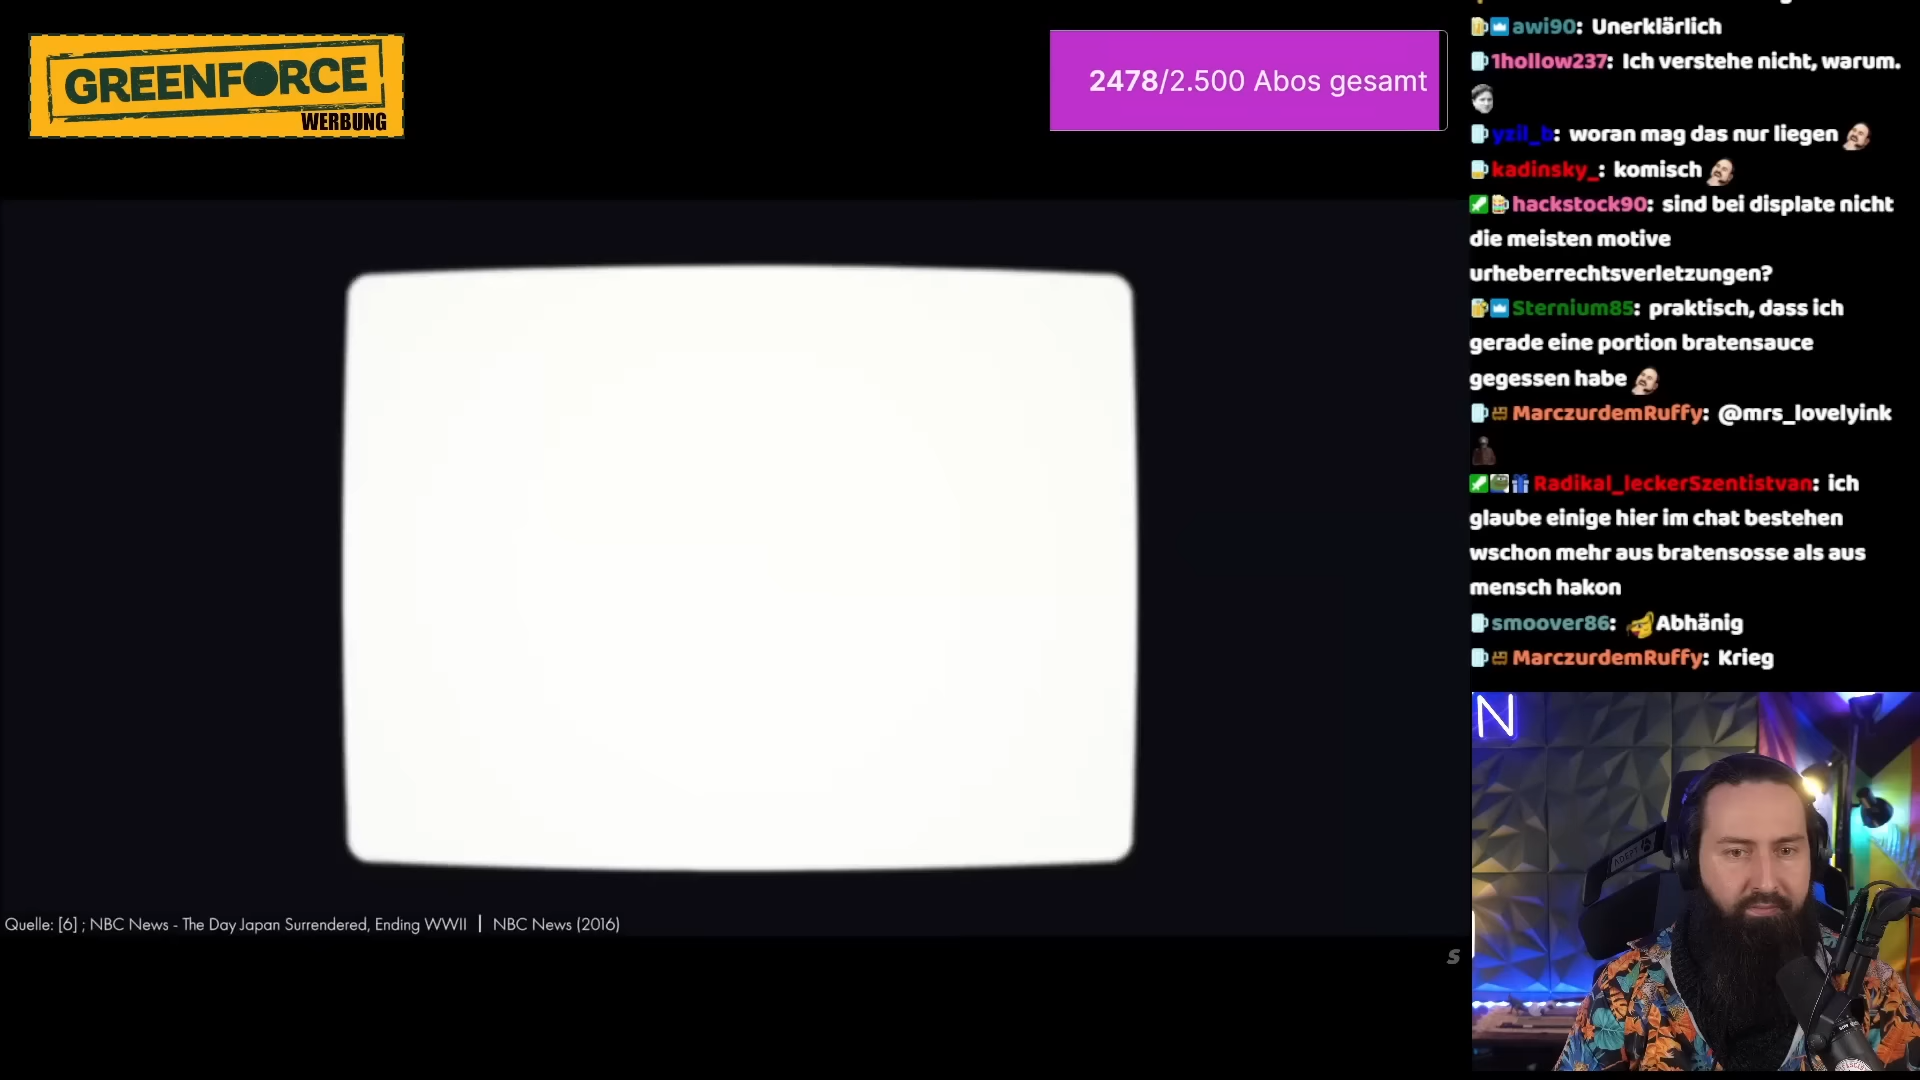 GREENFORCE
WERBUNG
2478/2.500 Abos gesamt
awi90: Unerklärlich
1hollow237: Ich verstehe nicht, warum.
yzil_b: woran mag das nur liegen
kadinsky_: komisch
hackstock90: sind bei displate nicht
die meisten motive
urheberrechtsverletzungen?
Sternium85: praktisch, dass ich
gerade eine portion bratensauce
gegessen habe
MarczurdemRuffy: @mrs_lovelyink
Radikal_leckerSzentistvan: ich
glaube einige hier im chat bestehen
wschon mehr aus bratensosse als aus
mensch hakon
smoover86: Abhänig
MarczurdemRuffy: Krieg
N
ADEPT
Quelle: [6] ; NBC News - The Day Japan Surrendered, Ending WWII | NBC News (2016)
S